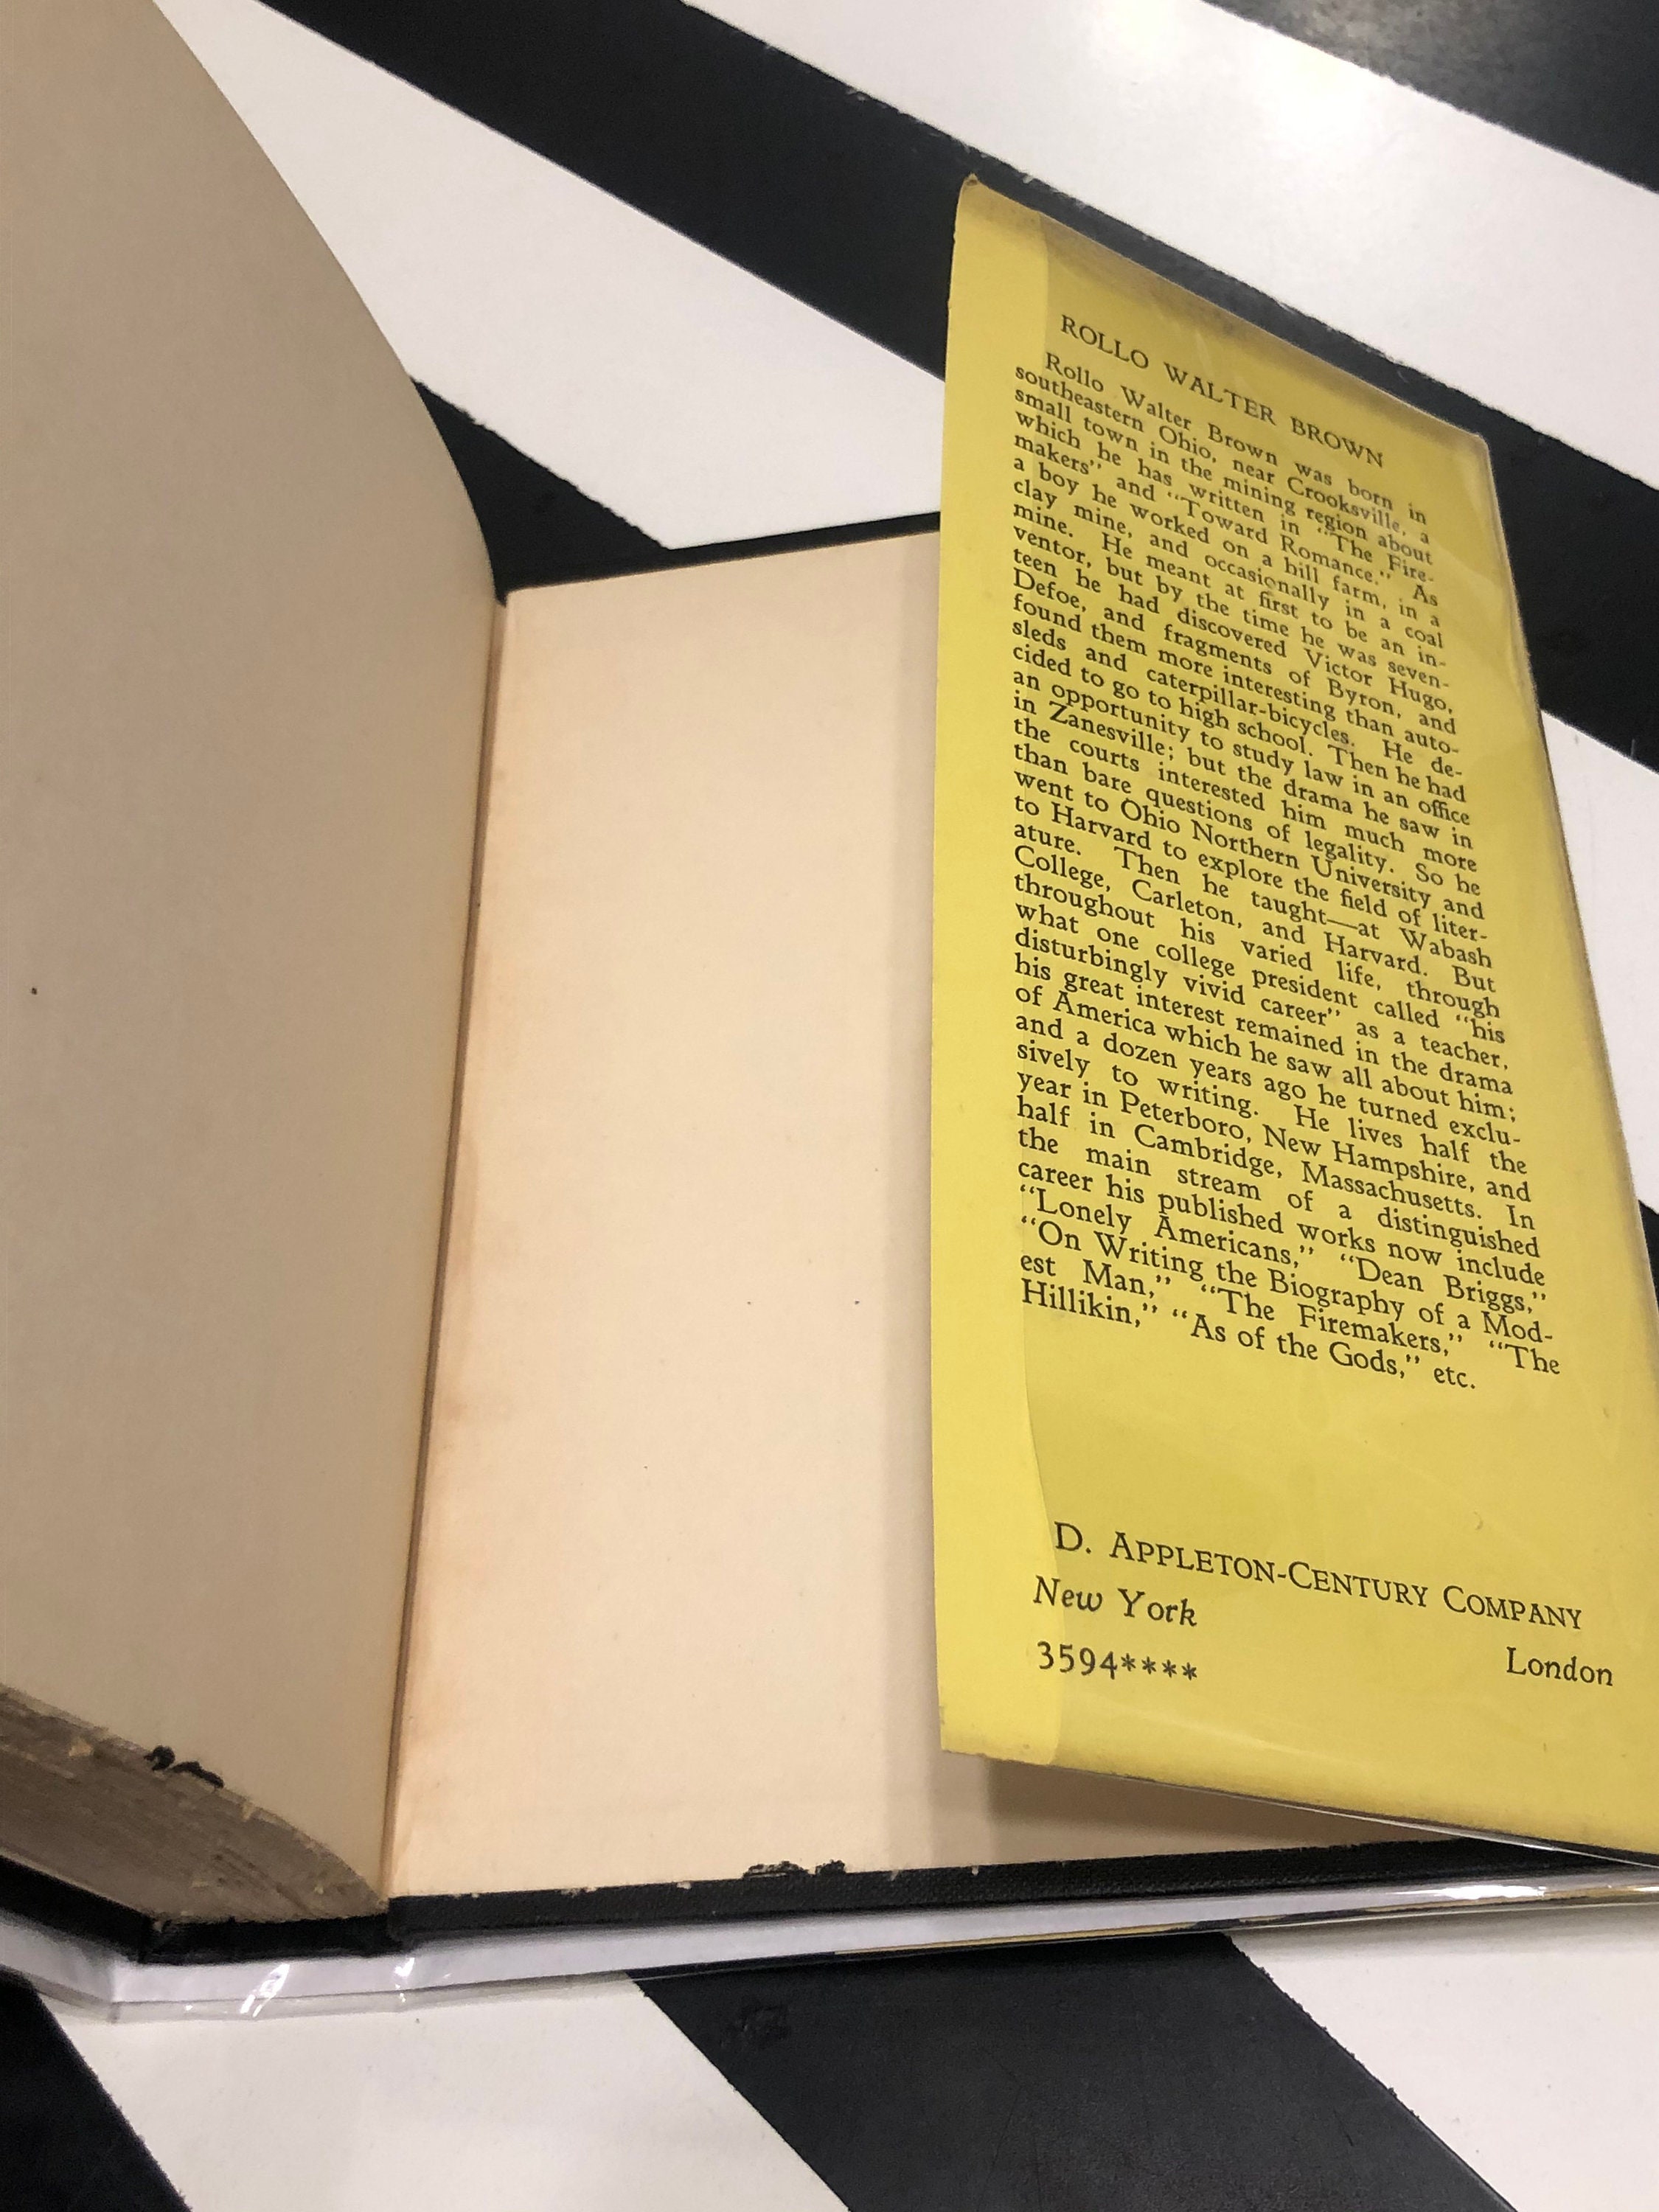 ROLLO WALTER BROWN
Rollo Walter Brown was born in
southeastern Ohio, near Crooksville, a
small town in the mining region about
which he has written in "The Fire-
makers" and "Toward Romance." As
a boy he worked on a hill farm, in a
clay mine, and occasionally in a coal
mine. He meant at first to be an in-
ventor, but by the time he was seven-
teen he had discovered Victor Hugo,
Defoe, and fragments of Byron, and
found them more interesting than auto-
sleds and caterpillar-bicycles. He de-
cided to go to high school. Then he had
an opportunity to study law in an office
in Zanesville; but the drama he saw in
the courts interested him much more
than bare questions of legality. So he
went to Ohio Northern University and
to Harvard to explore the field of liter-
ature. Then he taught—at Wabash
College, Carleton, and Harvard. But
throughout his varied life, through
what one college president called "his
disturbingly vivid career" as a teacher,
his great interest remained in the drama
of America which he saw all about him;
and a dozen years ago he turned exclu-
sively to writing. He lives half the
year in Peterboro, New Hampshire, and
half in Cambridge, Massachusetts. In
the main stream of a distinguished
career his published works now include
"Lonely Americans," "Dean Briggs,"
"On Writing the Biography of a Mod-
est Man," "The Firemakers," "The
Hillikin," "As of the Gods," etc.
D. APPLETON-CENTURY COMPANY
New York London
3594****